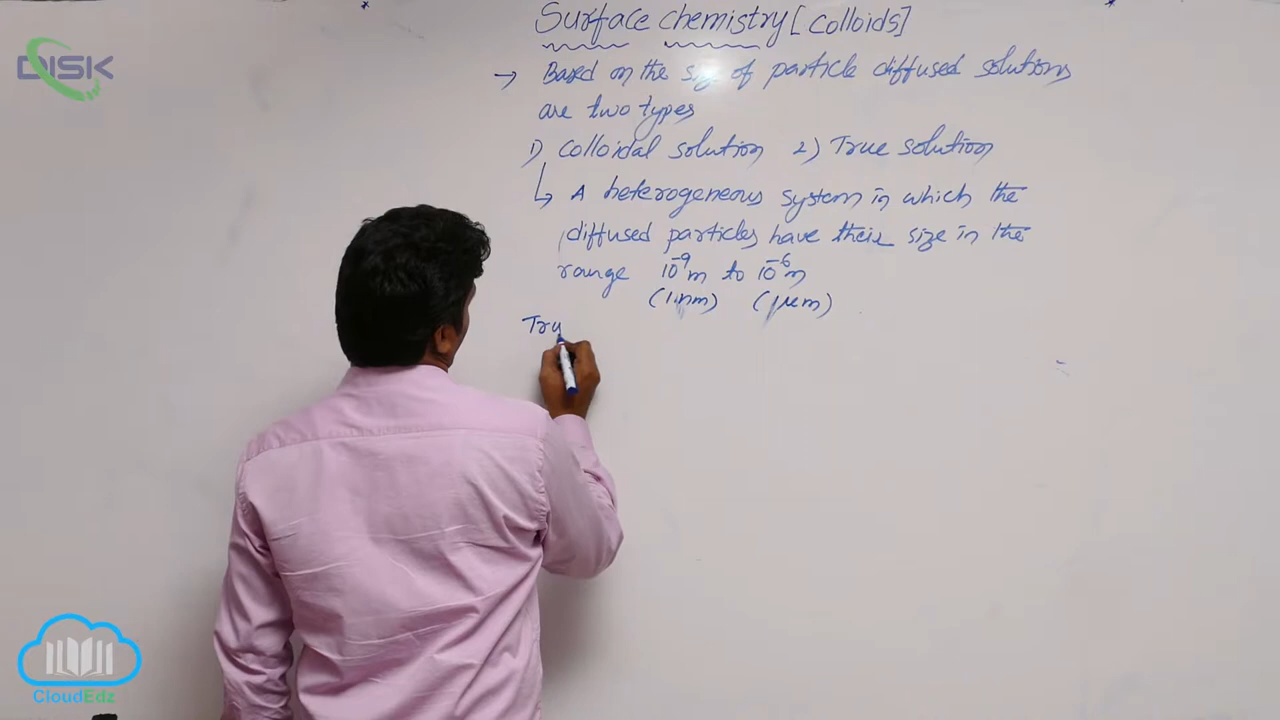 Surface chemistry [colloids]
→ Based on the size of particle diffused solutions
are two types
1) colloidal solution 2) True solution
↳ A heterogeneous system in which the
diffused particles have their size in the
range 10⁻⁹m to 10⁻⁶m
(1nm) (1μm)
Tru
DISK
CloudEdz